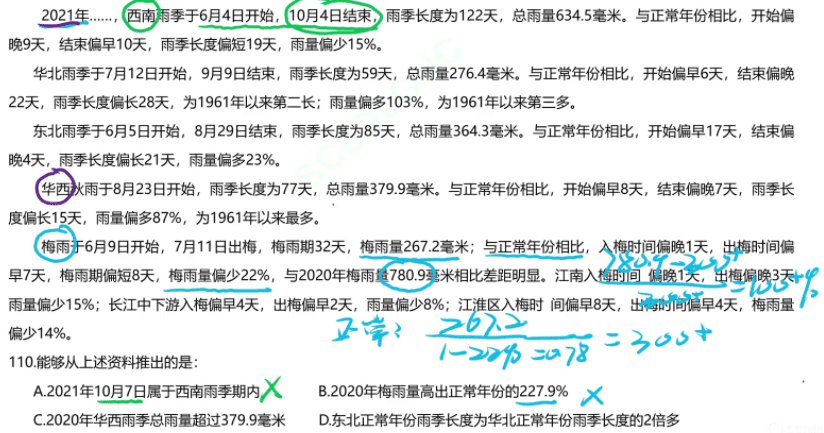 2021年……，西南雨季于6月4日开始，10月4日结束，雨季长度为122天，总雨量634.5毫米。与正常年份相比，开始偏
晚9天，结束偏早10天，雨季长度偏短19天，雨量偏少15%。
华北雨季于7月12日开始，9月9日结束，雨季长度为59天，总雨量276.4毫米。与正常年份相比，开始偏早6天，结束偏晚
22天，雨季长度偏长28天，为1961年以来第二长；雨量偏多103%，为1961年以来第三多。
东北雨季于6月5日开始，8月29日结束，雨季长度为85天，总雨量364.3毫米。与正常年份相比，开始偏早17天，结束偏
晚4天，雨季长度偏长21天，雨量偏多23%。
华西秋雨于8月23日开始，雨季长度为77天，总雨量379.9毫米。与正常年份相比，开始偏早8天，结束偏晚7天，雨季长
度偏长15天，雨量偏多87%，为1961年以来最多。
梅雨于6月9日开始，7月11日出梅，梅雨期32天，梅雨量267.2毫米；与正常年份相比，入梅时间偏晚1天，出梅时间偏
早7天，梅雨期偏短8天，梅雨量偏少22%，与2020年梅雨量780.9毫米相比差距明显。江南入梅时间 偏晚1天，出梅偏晚3天
雨量偏少15%；长江中下游入梅偏早4天，出梅偏早2天，雨量偏少8%；江淮区入梅时 间偏早8天，出梅时间偏早4天，梅雨量
偏少14%。
780.9-300+
300+
=100+%
正常：
267.2
1-22%=0.78
=300+
110.能够从上述资料推出的是：
A.2021年10月7日属于西南雨季期内 X
B.2020年梅雨量高出正常年份的227.9% X
C.2020年华西雨季总雨量超过379.9毫米
D.东北正常年份雨季长度为华北正常年份雨季长度的2倍多